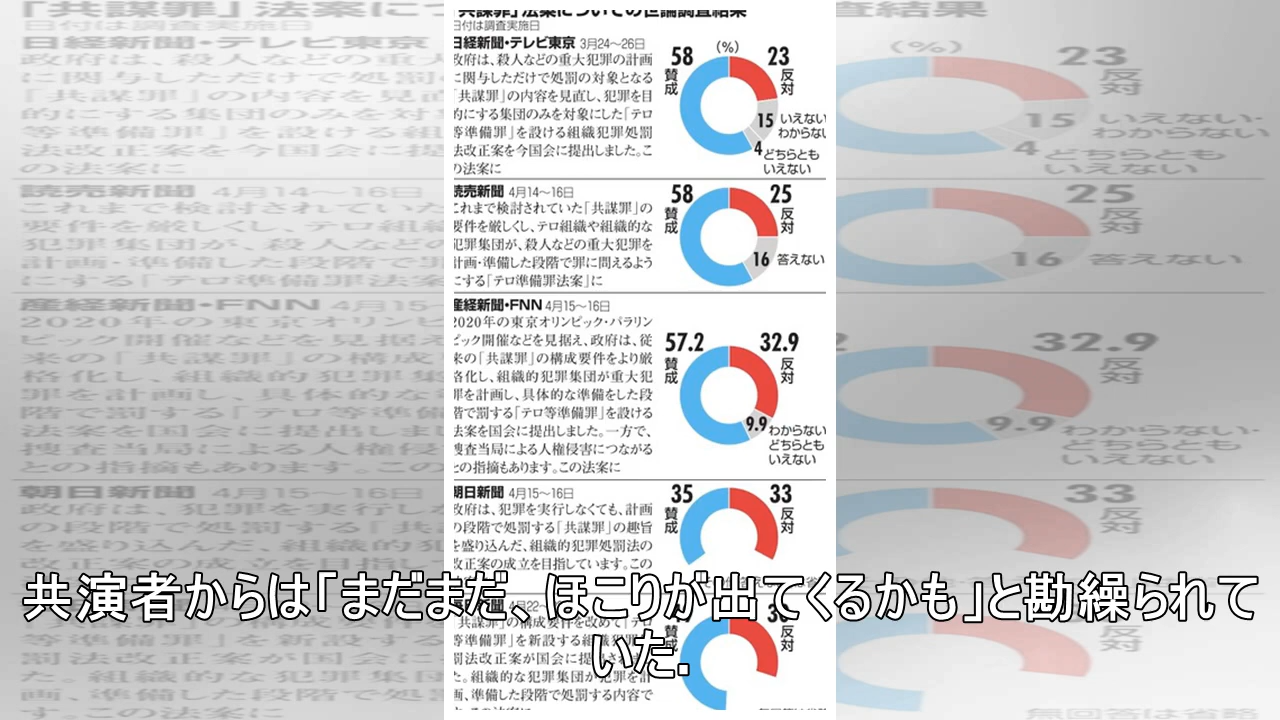 「共謀罪」法案についての世論調査結果
日付は調査実施日
日経新聞・テレビ東京 3月24〜26日
政府は、殺人などの重大犯罪の計画
に関与しただけで処罰の対象となる
「共謀罪」の内容を見直し、犯罪を目
的にする集団のみを対象にした「テロ
等準備罪」を設ける組織犯罪処罰
法改正案を今国会に提出しました。こ
の法案に
(%)
58 賛成
23 反対
15 いえない・わからない
4 どちらともいえない
読売新聞 4月14〜16日
これまで検討されていた「共謀罪」の
要件を厳しくし、テロ組織や組織的な
犯罪集団が、殺人などの重大犯罪を
計画・準備した段階で罪に問えるよう
にする「テロ準備罪法案」に
58 賛成
25 反対
16 答えない
産経新聞・FNN 4月15〜16日
2020年の東京オリンピック・パラリン
ピック開催などを見据え、政府は、従
来の「共謀罪」の構成要件をより厳
格化し、組織的犯罪集団が重大犯
罪を計画し、具体的な準備をした段
階で罰する「テロ等準備罪」を設ける
法案を国会に提出しました。一方で、
捜査当局による人権侵害につながる
との指摘もあります。この法案に
57.2 賛成
32.9 反対
9.9 わからない・どちらともいえない
朝日新聞 4月15〜16日
政府は、犯罪を実行しなくても、計画
の段階で処罰する「共謀罪」の趣旨
を盛り込んだ、組織的犯罪処罰法の
改正案の成立を目指しています。この
35 賛成
33 反対
共演者からは「まだまだ、ほこりが出てくるかも」と勘繰られて
いた.
4月22
「共謀罪」の構成要件を改めて「テロ
等準備罪」を新設する組織犯罪
罰法改正案が国会に提出され
た。組織的な犯罪集団が犯罪を計
画、準備した段階で処罰する内容で
す。この法案に
無回答は省略